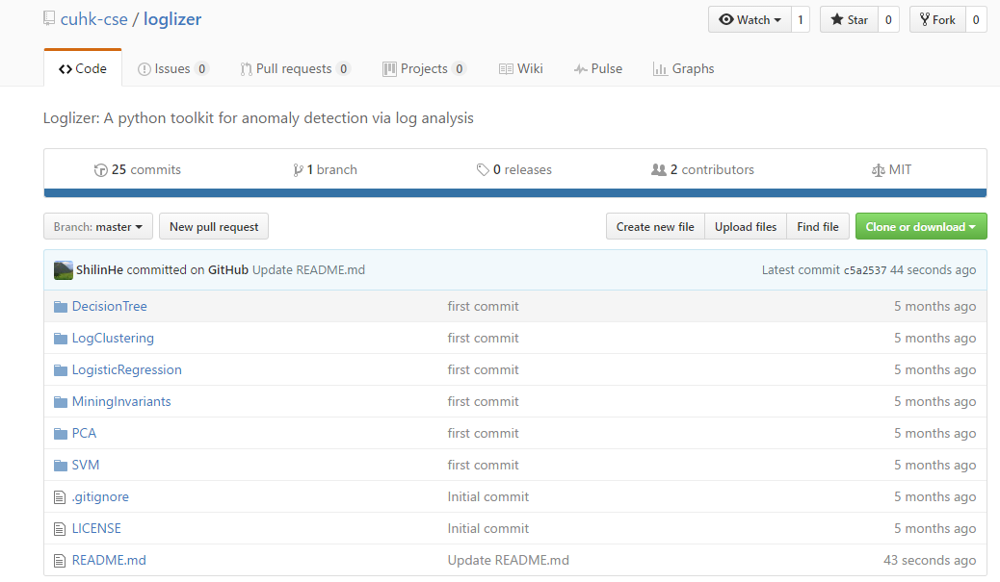 cuhk-cse / loglizer Watch 1 Star 0 Fork 0
Code Issues 0 Pull requests 0 Projects 0 Wiki Pulse Graphs
Loglizer: A python toolkit for anomaly detection via log analysis
25 commits 1 branch 0 releases 2 contributors MIT
Branch: master New pull request Create new file Upload files Find file Clone or download
ShilinHe committed on GitHub Update README.md Latest commit c5a2537 44 seconds ago
DecisionTree first commit 5 months ago
LogClustering first commit 5 months ago
LogisticRegression first commit 5 months ago
MiningInvariants first commit 5 months ago
PCA first commit 5 months ago
SVM first commit 5 months ago
.gitignore Initial commit 5 months ago
LICENSE Initial commit 5 months ago
README.md Update README.md 43 seconds ago